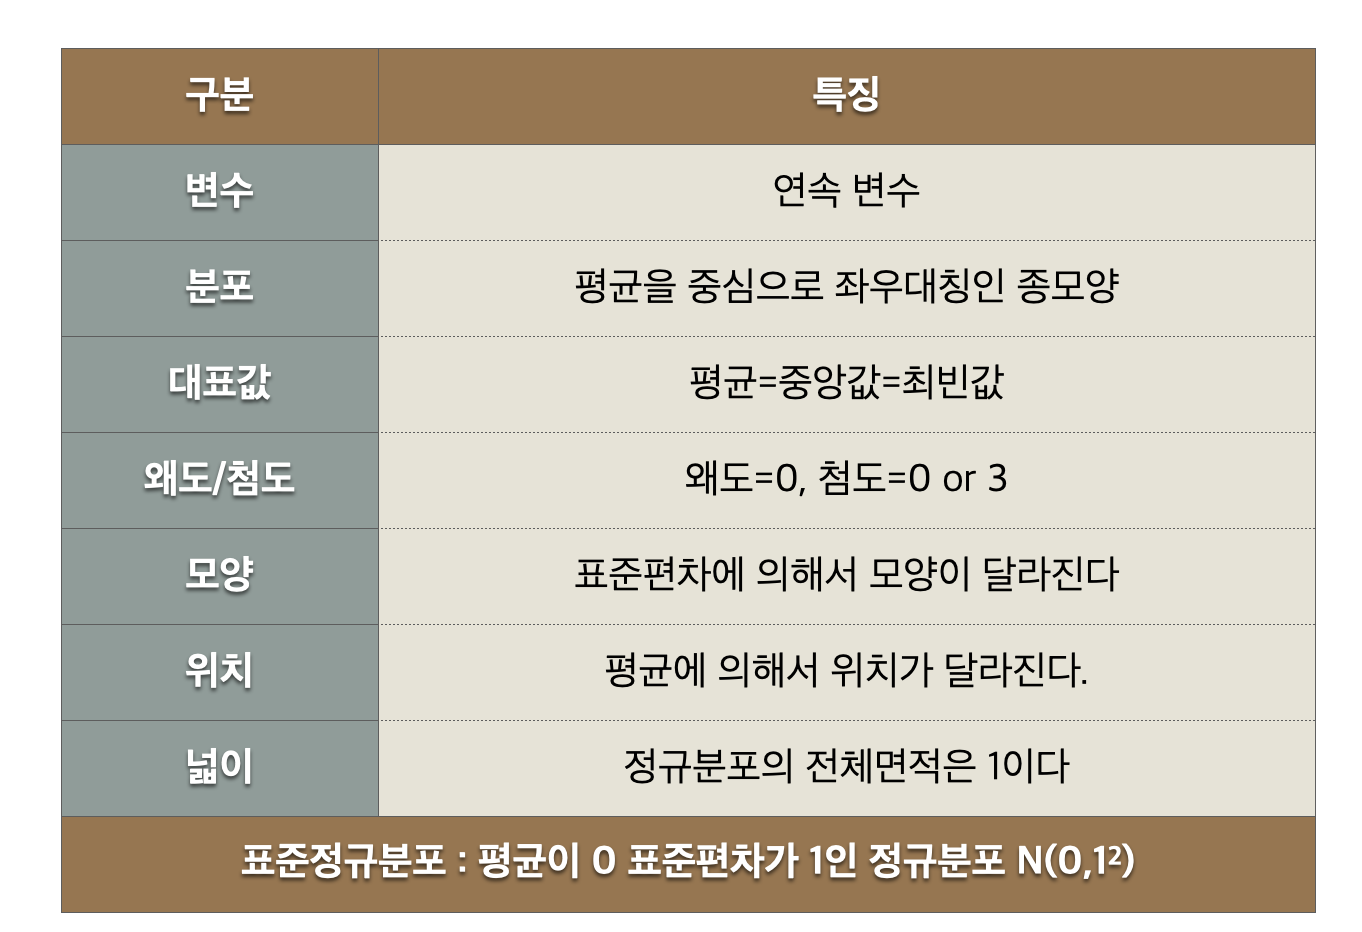 구분 특징
변수 연속 변수
분포 평균을 중심으로 좌우대칭인 종모양
대표값 평균=중앙값=최빈값
왜도/첨도 왜도=0, 첨도=0 or 3
모양 표준편차에 의해서 모양이 달라진다
위치 평균에 의해서 위치가 달라진다.
넓이 정규분포의 전체면적은 1이다
표준정규분포 : 평균이 0 표준편차가 1인 정규분포 N(0,1²)